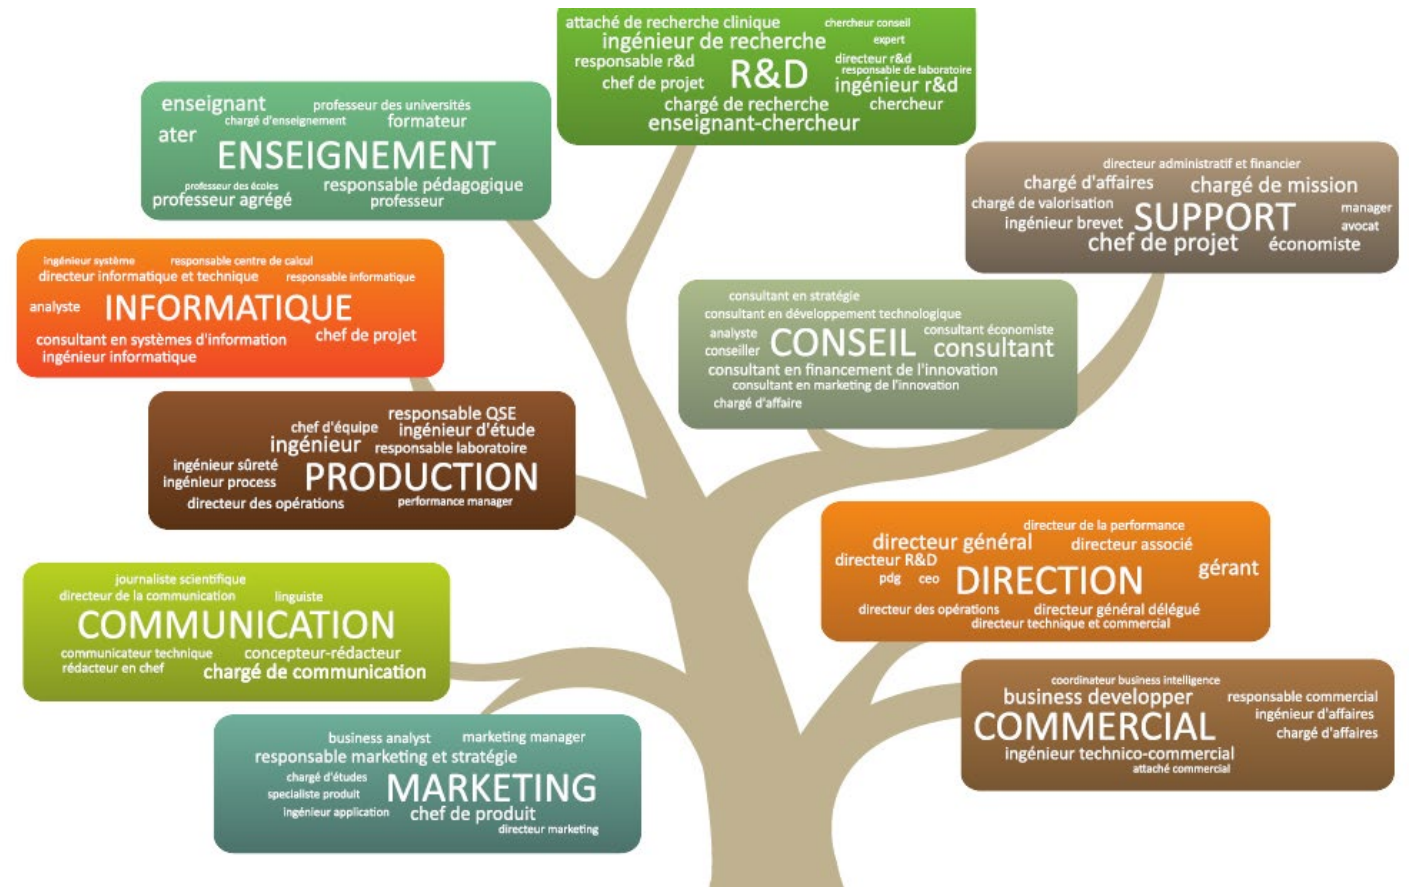 attaché de recherche clinique
chercheur conseil
ingénieur de recherche
expert
responsable r&d
directeur r&d
responsable de laboratoire
chef de projet
R&D
ingénieur r&d
chargé de recherche
chercheur
enseignant-chercheur
enseignant
professeur des universités
chargé d'enseignement
formateur
ater
ENSEIGNEMENT
professeur des écoles
responsable pédagogique
professeur agrégé
professeur
directeur administratif et financier
chargé d'affaires
chargé de mission
chargé de valorisation
manager
ingénieur brevet
SUPPORT
avocat
chef de projet
économiste
ingénieur système
responsable centre de calcul
directeur informatique et technique
responsable informatique
analyste
INFORMATIQUE
consultant en systèmes d'information
chef de projet
ingénieur informatique
consultant en stratégie
consultant en développement technologique
analyste
consultant économiste
conseiller
CONSEIL
consultant
consultant en financement de l'innovation
consultant en marketing de l'innovation
chargé d'affaire
responsable QSE
chef d'équipe
ingénieur d'étude
ingénieur
responsable laboratoire
ingénieur sûreté
PRODUCTION
ingénieur process
directeur des opérations
performance manager
directeur de la performance
directeur général
directeur associé
directeur R&D
gérant
pdg
ceo
DIRECTION
directeur des opérations
directeur général délégué
directeur technique et commercial
journaliste scientifique
directeur de la communication
linguiste
COMMUNICATION
communicateur technique
concepteur-rédacteur
rédacteur en chef
chargé de communication
coordinateur business intelligence
business developper
responsable commercial
COMMERCIAL
ingénieur d'affaires
chargé d'affaires
ingénieur technico-commercial
attaché commercial
business analyst
marketing manager
responsable marketing et stratégie
chargé d'études
MARKETING
specialiste produit
ingénieur application
chef de produit
directeur marketing